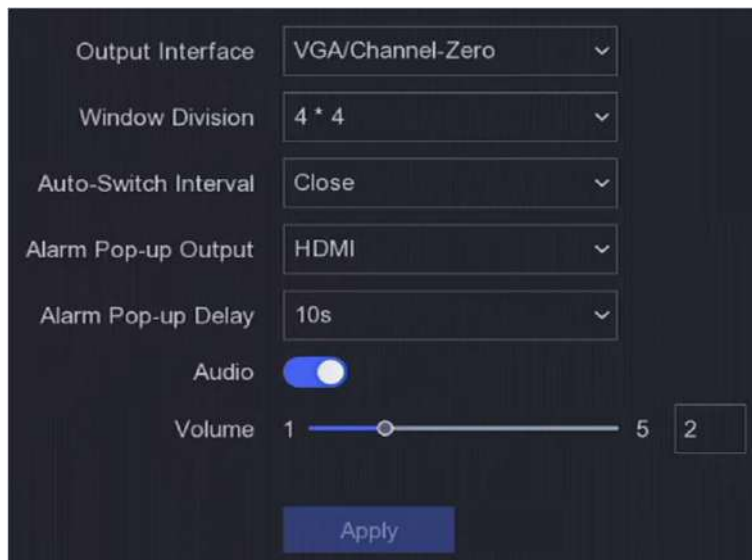 Output Interface VGA/Channel-Zero
Window Division 4 * 4
Auto-Switch Interval Close
Alarm Pop-up Output HDMI
Alarm Pop-up Delay 10s
Audio
Volume 1 5 2
Apply